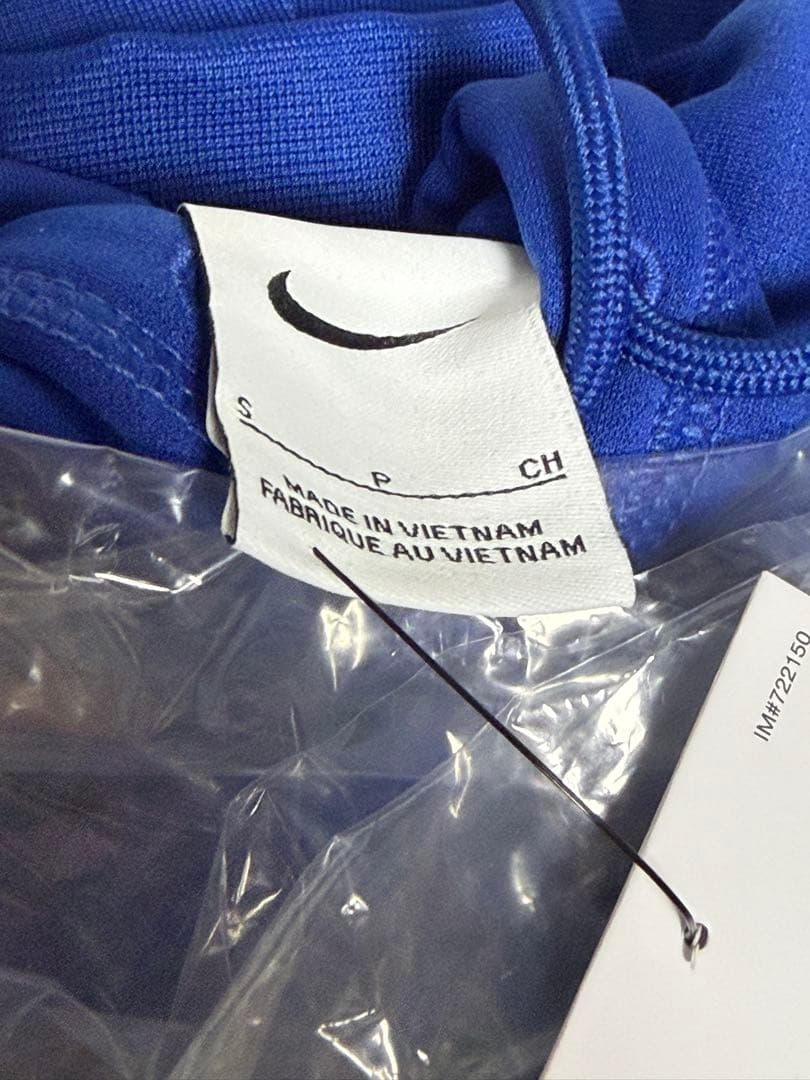 S P CH
MADE IN VIETNAM
FABRIQUE AU VIETNAM
IM#722150